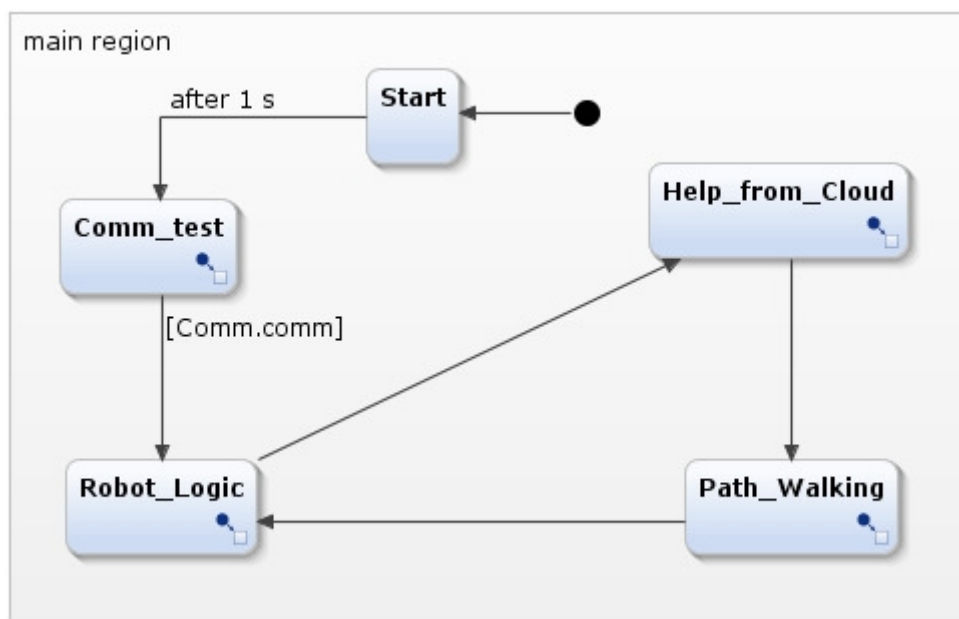 main region
Start
after 1 s
Help_from_Cloud
Comm_test
[Comm.comm]
Robot_Logic
Path_Walking